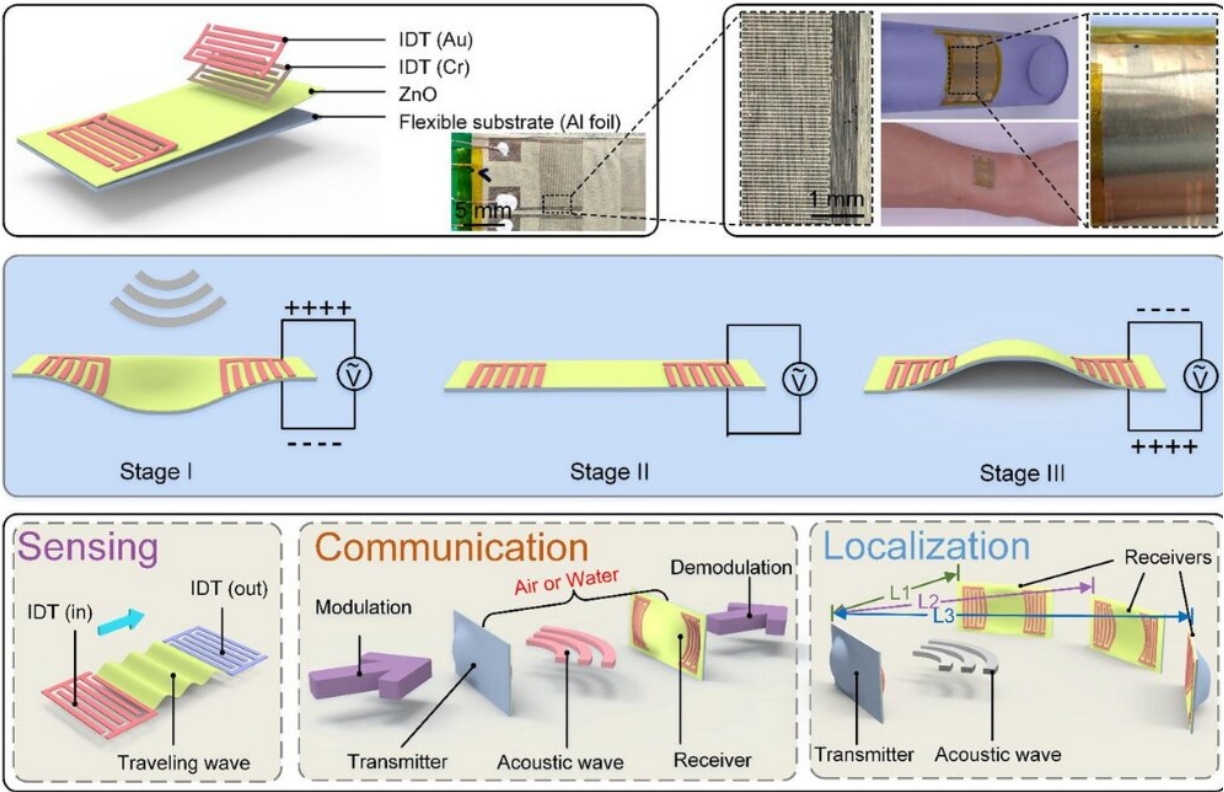 IDT (Au)
IDT (Cr)
ZnO
Flexible substrate (Al foil)
5 mm
1 mm
++++
Ṽ
----
Stage I
Ṽ
Stage II
----
Ṽ
++++
Stage III
Sensing
IDT (in)
IDT (out)
Traveling wave
Communication
Air or Water
Modulation
Demodulation
Transmitter
Acoustic wave
Receiver
Localization
Receivers
L1
L2
L3
Transmitter
Acoustic wave